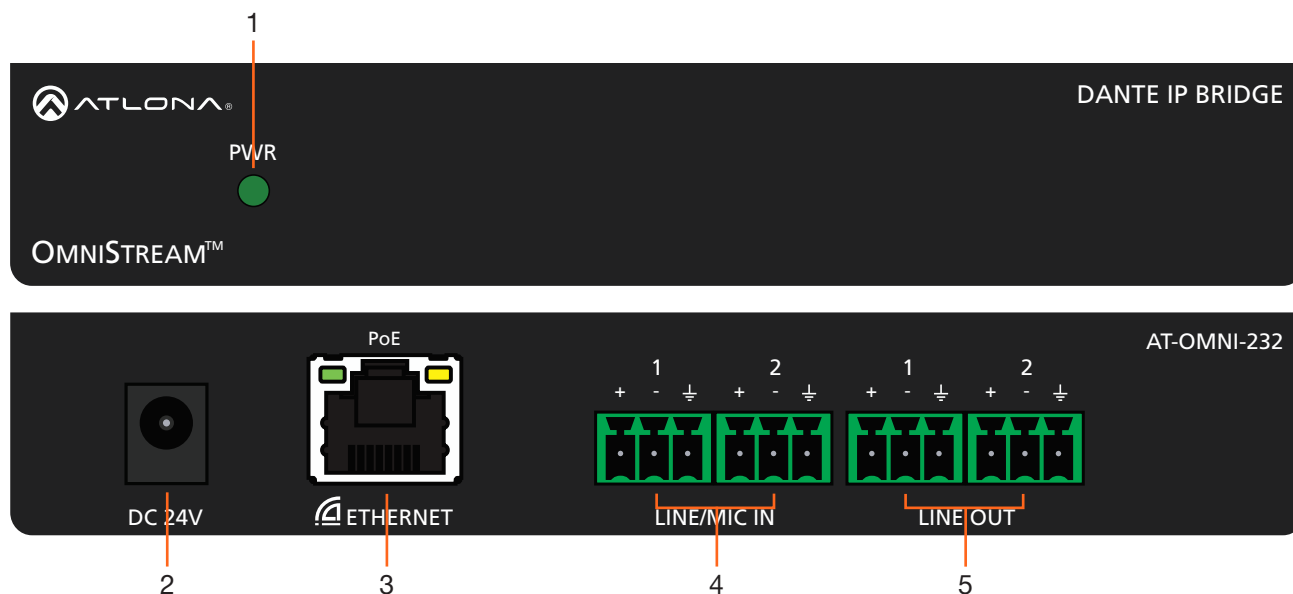 1
ATLONA®
DANTE IP BRIDGE
PWR
OMNISTREAM™
PoE
AT-OMNI-232
1 2 1 2
+ - + - + - + -
DC 24V
ETHERNET
LINE/MIC IN
LINE OUT
2 3 4 5